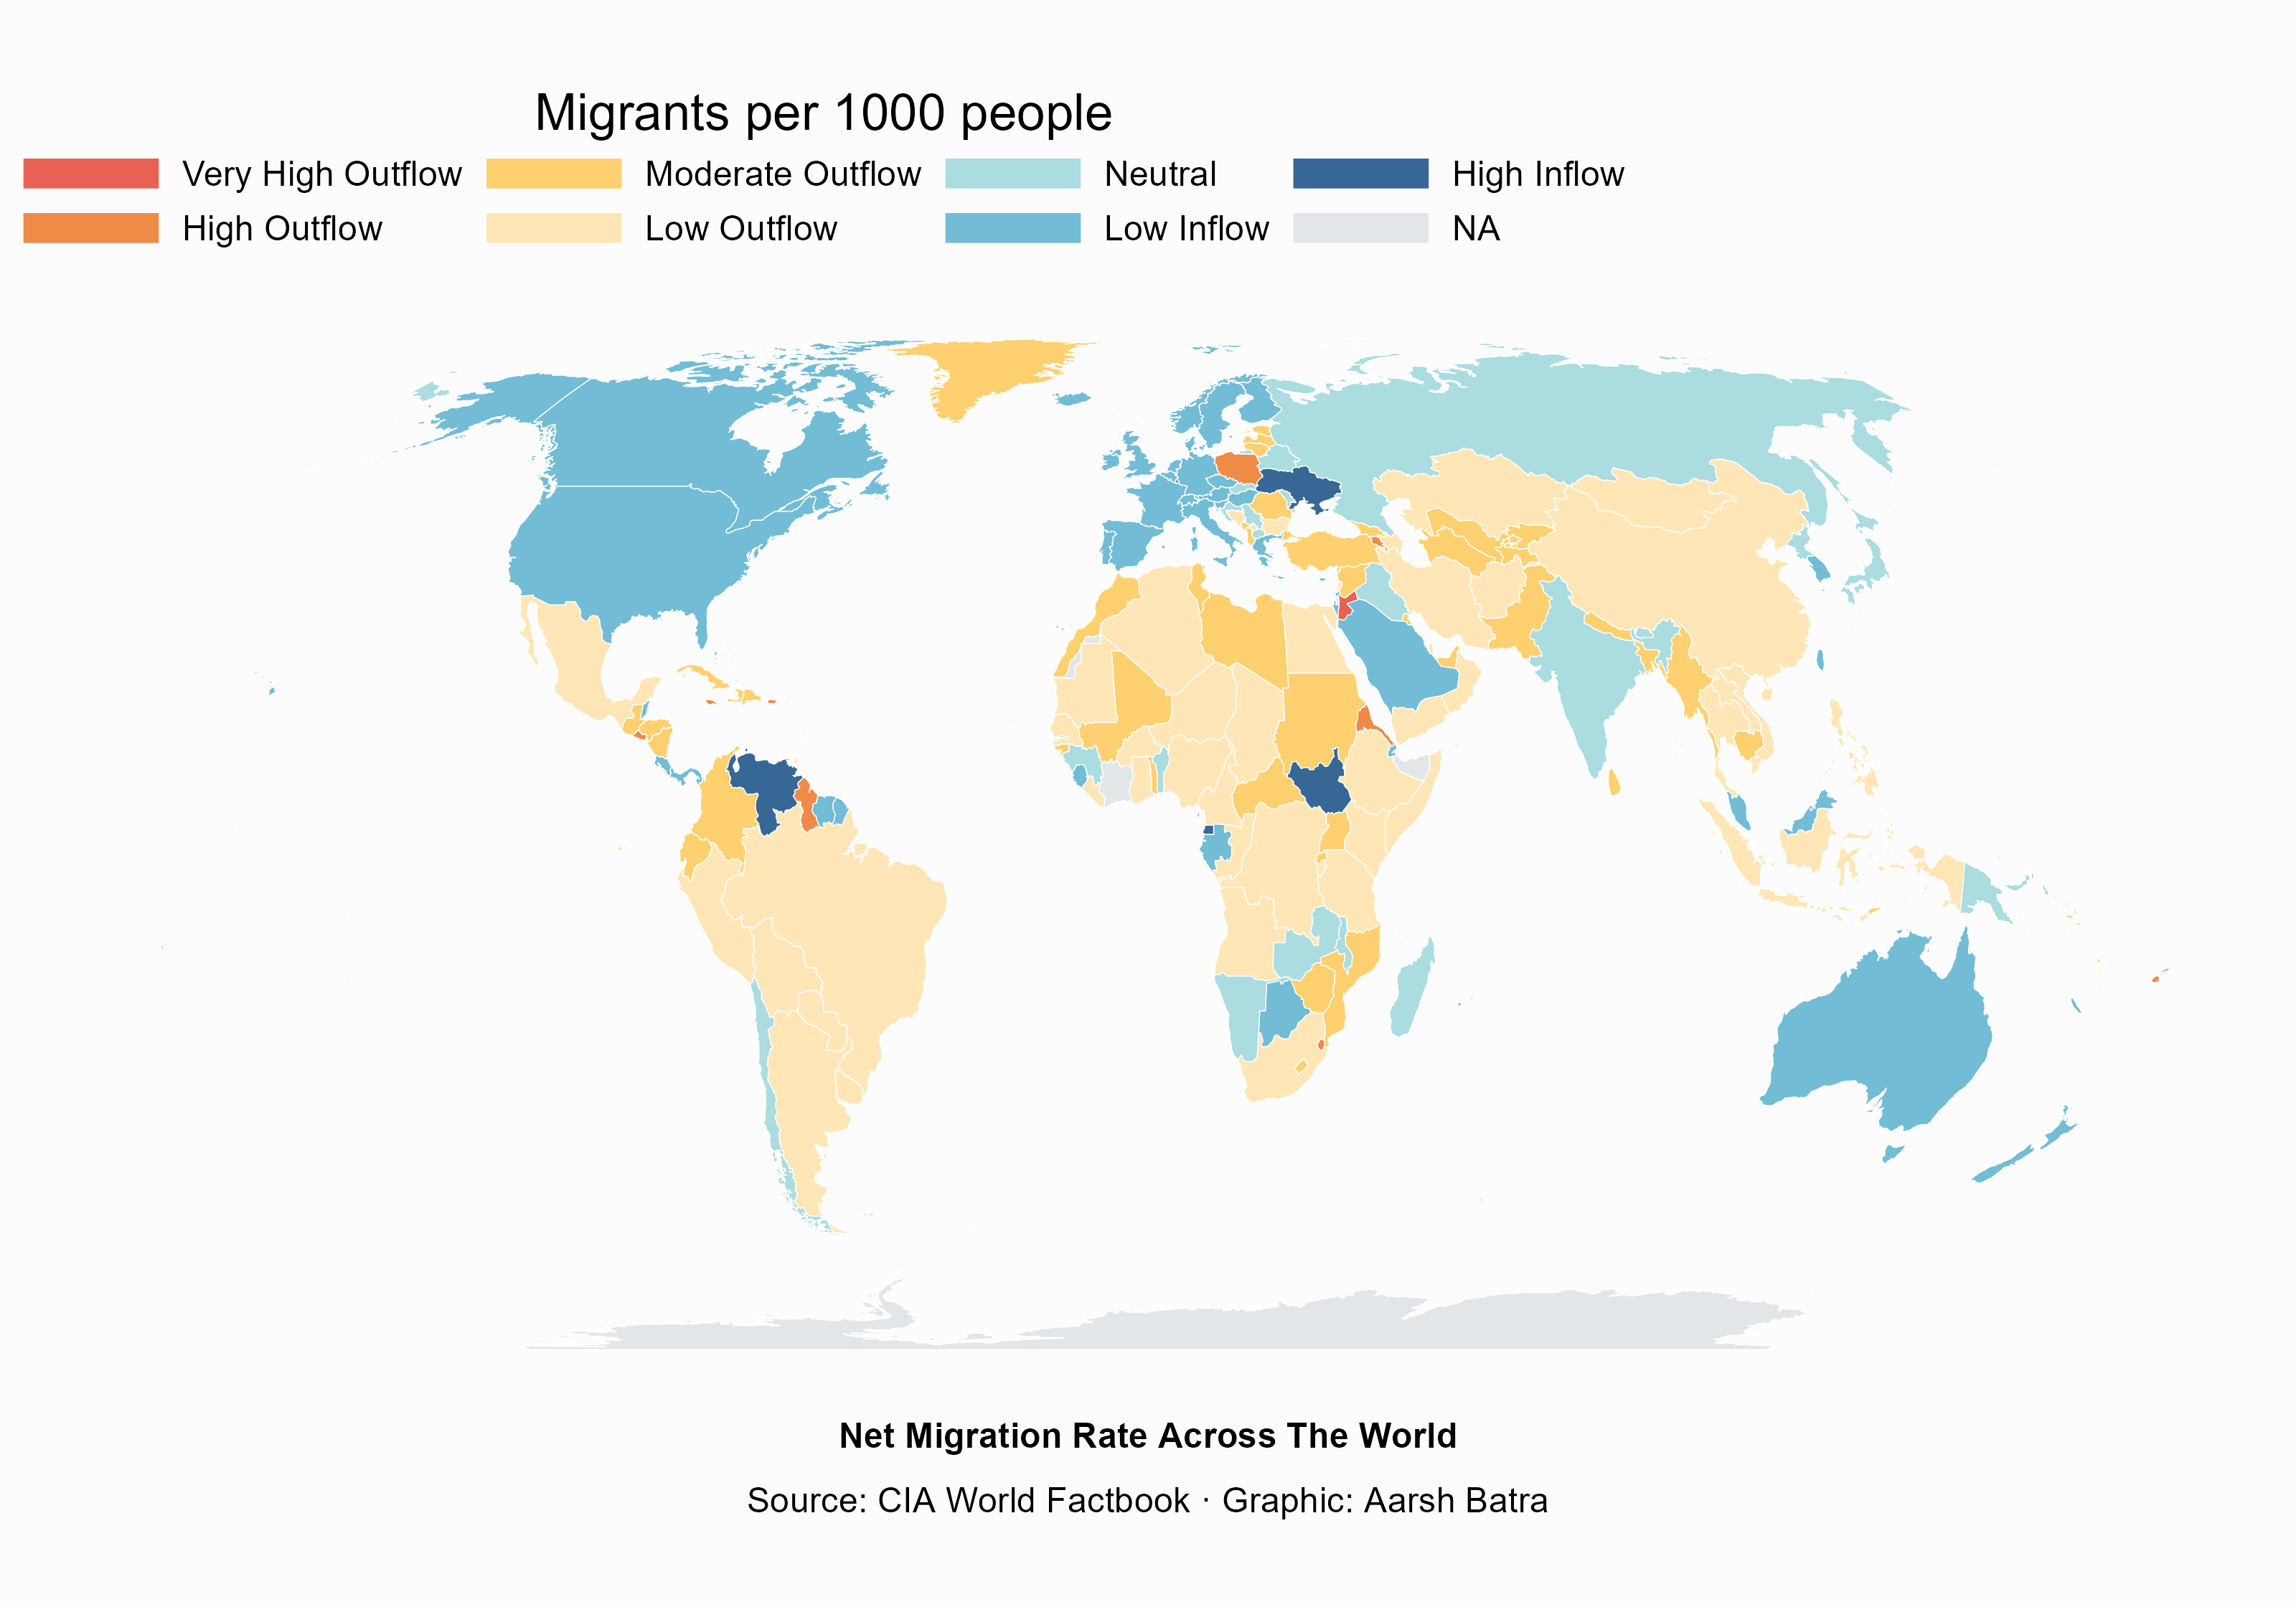 Migrants per 1000 people
Very High Outflow
Moderate Outflow
Neutral
High Inflow
High Outflow
Low Outflow
Low Inflow
NA
Net Migration Rate Across The World
Source: CIA World Factbook · Graphic: Aarsh Batra